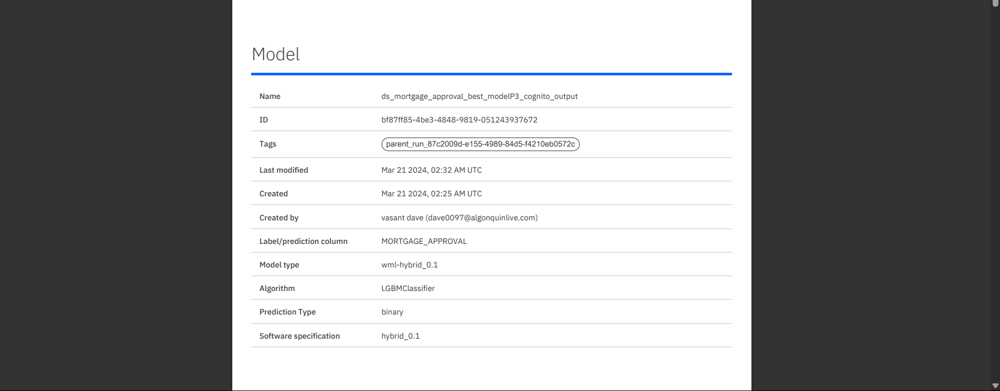 Model
Name ds_mortgage_approval_best_modelP3_cognito_output
ID bf87ff85-4be3-4848-9819-051243937672
Tags parent_run_87c2009d-e155-4989-84d5-f4210eb0572c
Last modified Mar 21 2024, 02:32 AM UTC
Created Mar 21 2024, 02:25 AM UTC
Created by vasant dave (dave0097@algonquinlive.com)
Label/prediction column MORTGAGE_APPROVAL
Model type wml-hybrid_0.1
Algorithm LGBMClassifier
Prediction Type binary
Software specification hybrid_0.1